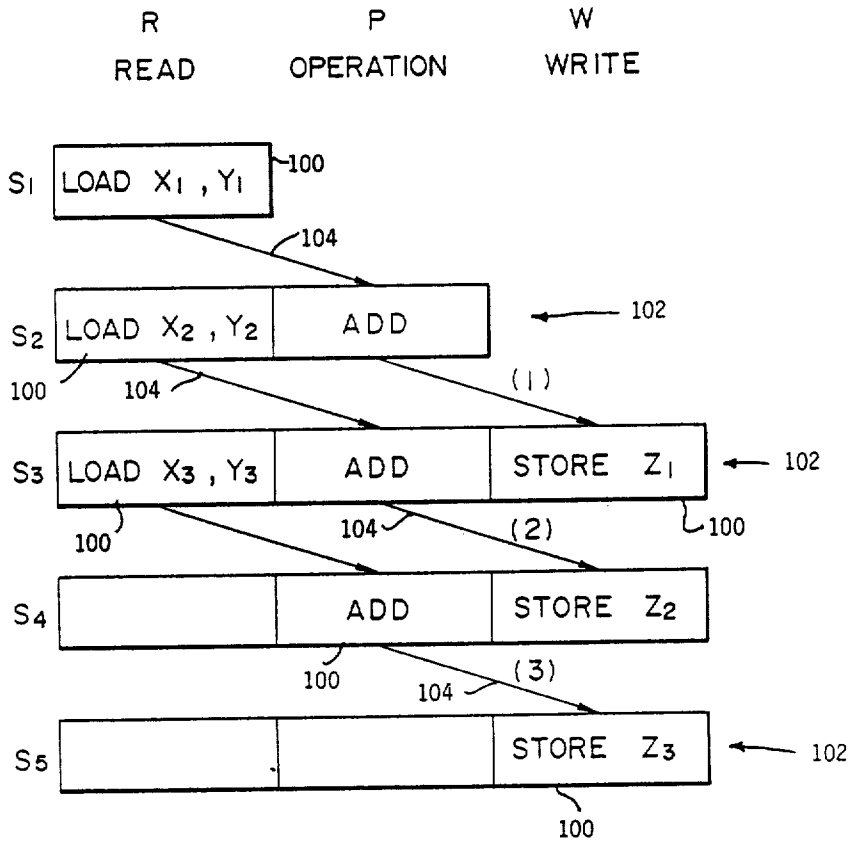 R P W
READ OPERATION WRITE
S1 LOAD X1 , Y1 100
104
S2 LOAD X2 , Y2 ADD 102
100 104 (1)
S3 LOAD X3 , Y3 ADD STORE Z1 102
100 104 (2) 100
S4 ADD STORE Z2
100 104 (3)
S5 STORE Z3 102
100